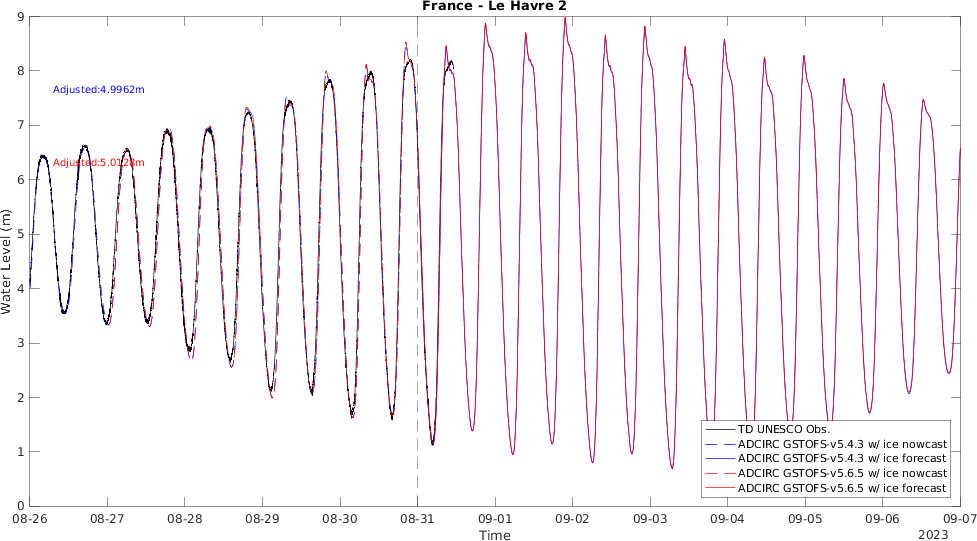 France - Le Havre 2
9
8
7
6
5
4
3
2
1
0
Water Level (m)
Adjusted:4.9962m
Adjusted:5.0128m
TD UNESCO Obs.
ADCIRC GSTOFS-v5.4.3 w/ ice nowcast
ADCIRC GSTOFS-v5.4.3 w/ ice forecast
ADCIRC GSTOFS-v5.6.5 w/ ice nowcast
ADCIRC GSTOFS-v5.6.5 w/ ice forecast
08-26 08-27 08-28 08-29 08-30 08-31 09-01 09-02 09-03 09-04 09-05 09-06 09-07
Time
2023